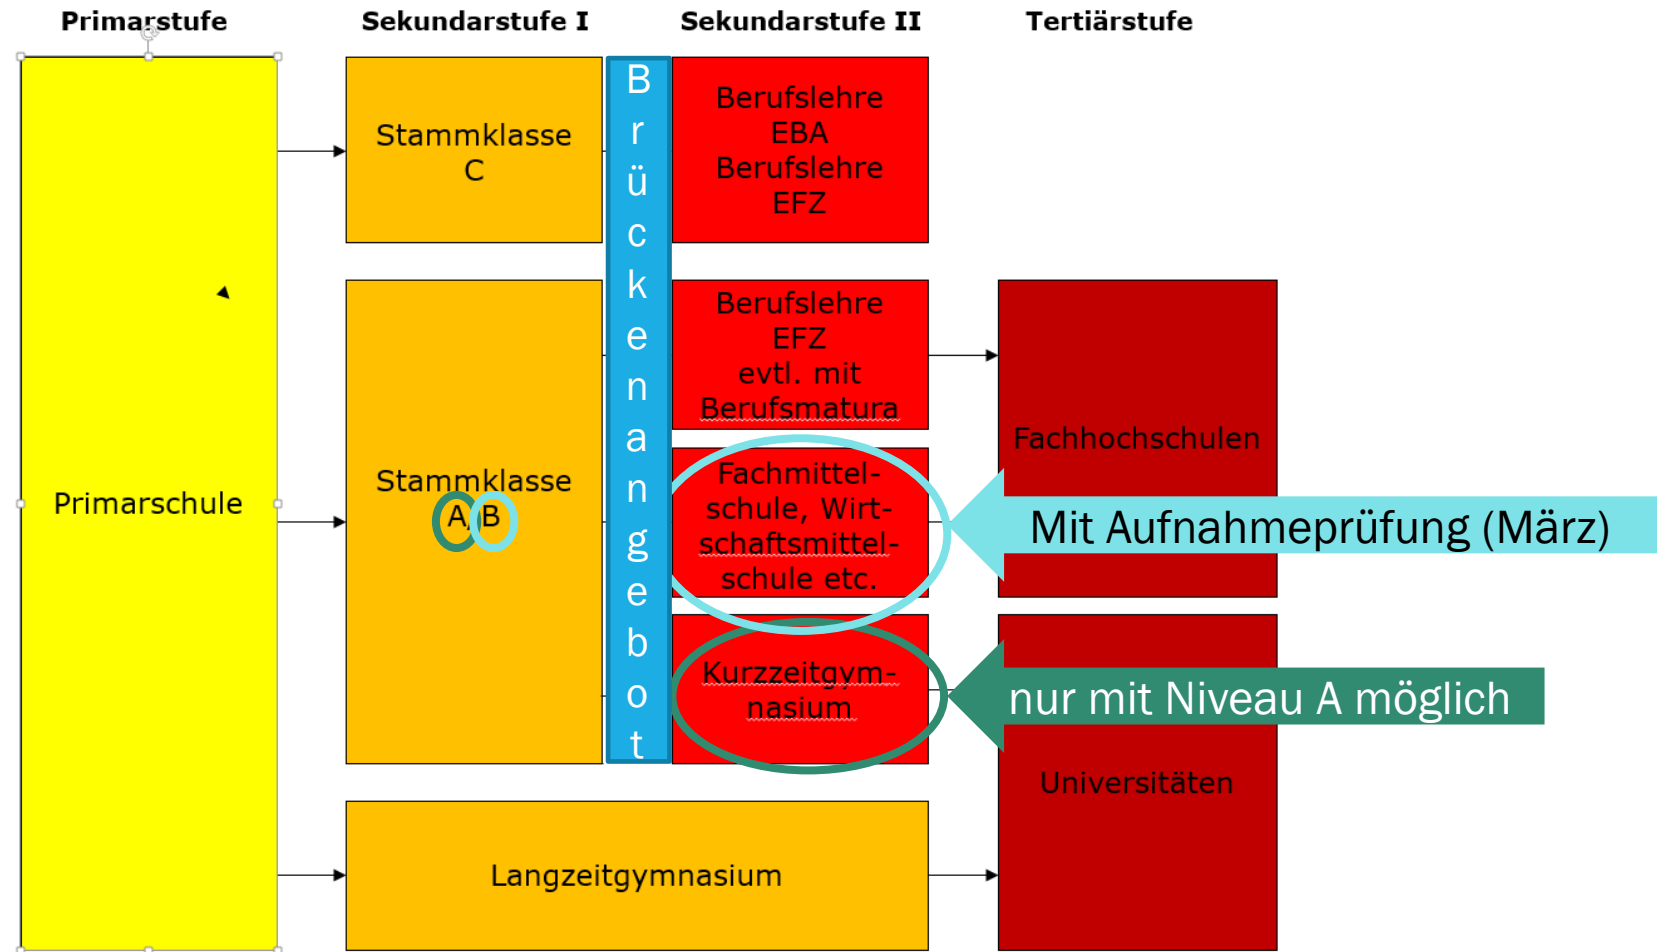 Primarstufe
Sekundarstufe I
Sekundarstufe II
Tertiärstufe
Primarschule
Stammklasse
C
Stammklasse
A/B
Langzeitgymnasium
B
r
ü
c
k
e
n
a
n
g
e
b
o
t
Berufslehre
EBA
Berufslehre
EFZ
Berufslehre
EFZ
evtl. mit
Berufsmatura
Fachmittel-
schule, Wirt-
schaftsmittel-
schule etc.
Kurzzeitgym-
nasium
Fachhochschulen
Mit Aufnahmeprüfung (März)
nur mit Niveau A möglich
Universitäten